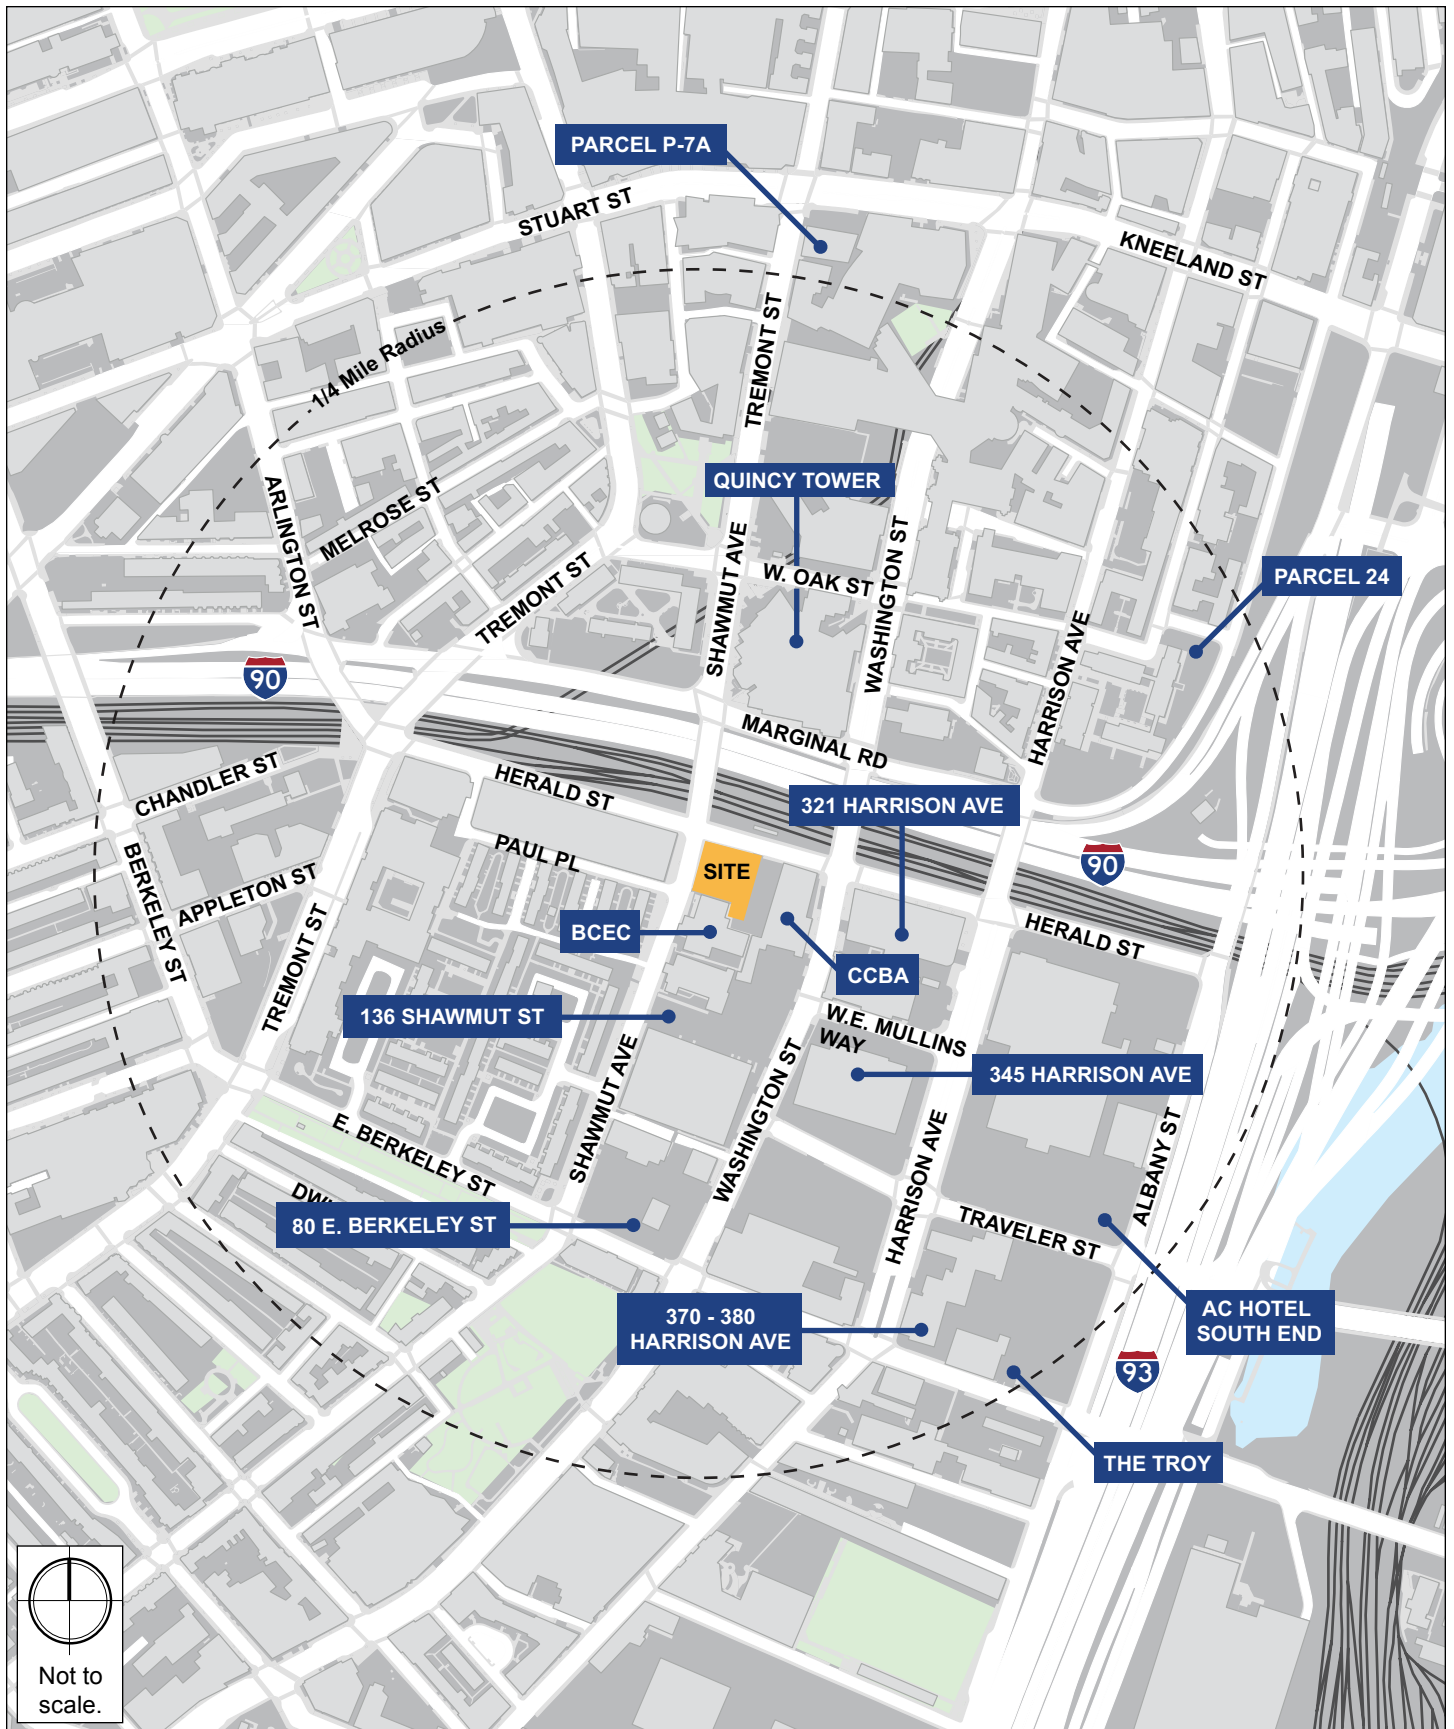 PARCEL P-7A
STUART ST
KNEELAND ST
1/4 Mile Radius
TREMONT ST
QUINCY TOWER
ARLINGTON ST
MELROSE ST
TREMONT ST
SHAWMUT AVE
W. OAK ST
WASHINGTON ST
PARCEL 24
HARRISON AVE
90
MARGINAL RD
CHANDLER ST
HERALD ST
321 HARRISON AVE
PAUL PL
SITE
90
BERKELEY ST
APPLETON ST
TREMONT ST
BCEC
HERALD ST
CCBA
136 SHAWMUT ST
W.E. MULLINS
WAY
345 HARRISON AVE
SHAWMUT AVE
WASHINGTON ST
E. BERKELEY ST
HARRISON AVE
ALBANY ST
80 E. BERKELEY ST
TRAVELER ST
370 - 380
HARRISON AVE
AC HOTEL
SOUTH END
93
THE TROY
Not to
scale.